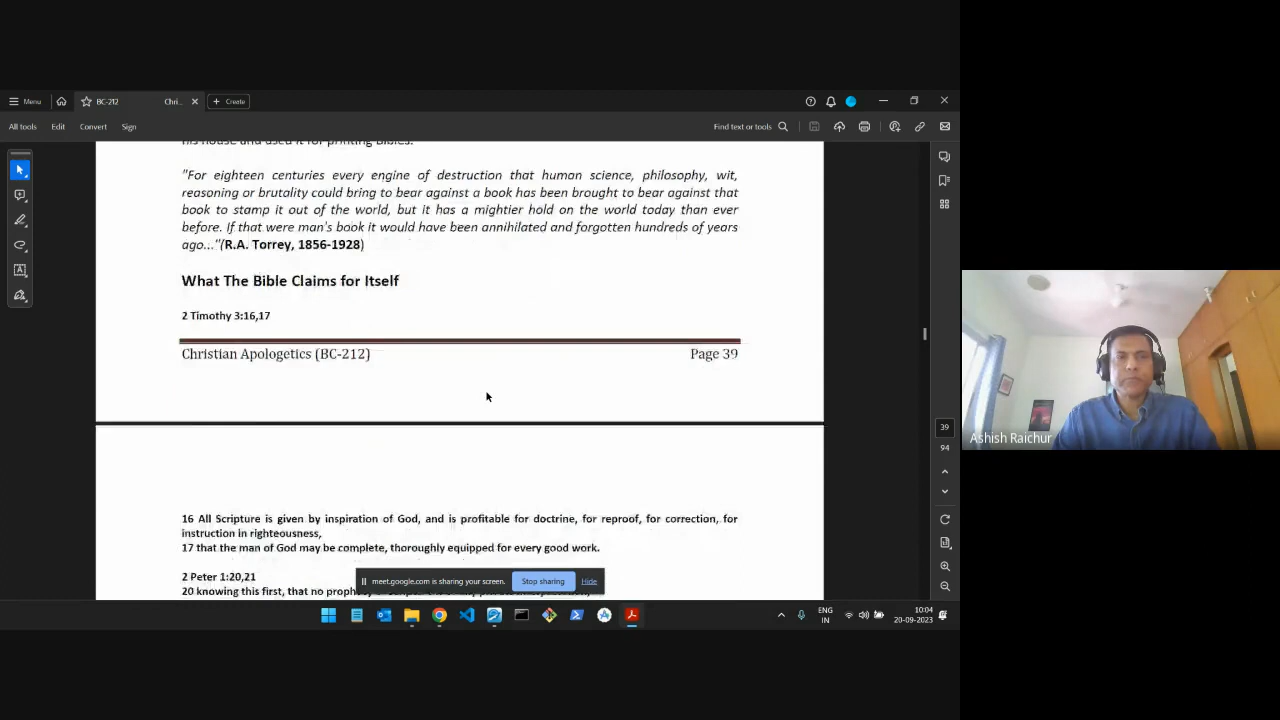 Menu
BC-212
Chri...
Create
All tools
Edit
Convert
Sign
Find text or tools
his house and used it for printing Bibles.
"For eighteen centuries every engine of destruction that human science, philosophy, wit,
reasoning or brutality could bring to bear against a book has been brought to bear against that
book to stamp it out of the world, but it has a mightier hold on the world today than ever
before. If that were man's book it would have been annihilated and forgotten hundreds of years
ago..."(R.A. Torrey, 1856-1928)
What The Bible Claims for Itself
2 Timothy 3:16,17
Christian Apologetics (BC-212) Page 39
39
94
16 All Scripture is given by inspiration of God, and is profitable for doctrine, for reproof, for correction, for
instruction in righteousness,
17 that the man of God may be complete, thoroughly equipped for every good work.
2 Peter 1:20,21
20 knowing this first, that no
meet.google.com is sharing your screen.
Stop sharing
Hide
ENG
IN
10:04
20-09-2023
Ashish Raichur